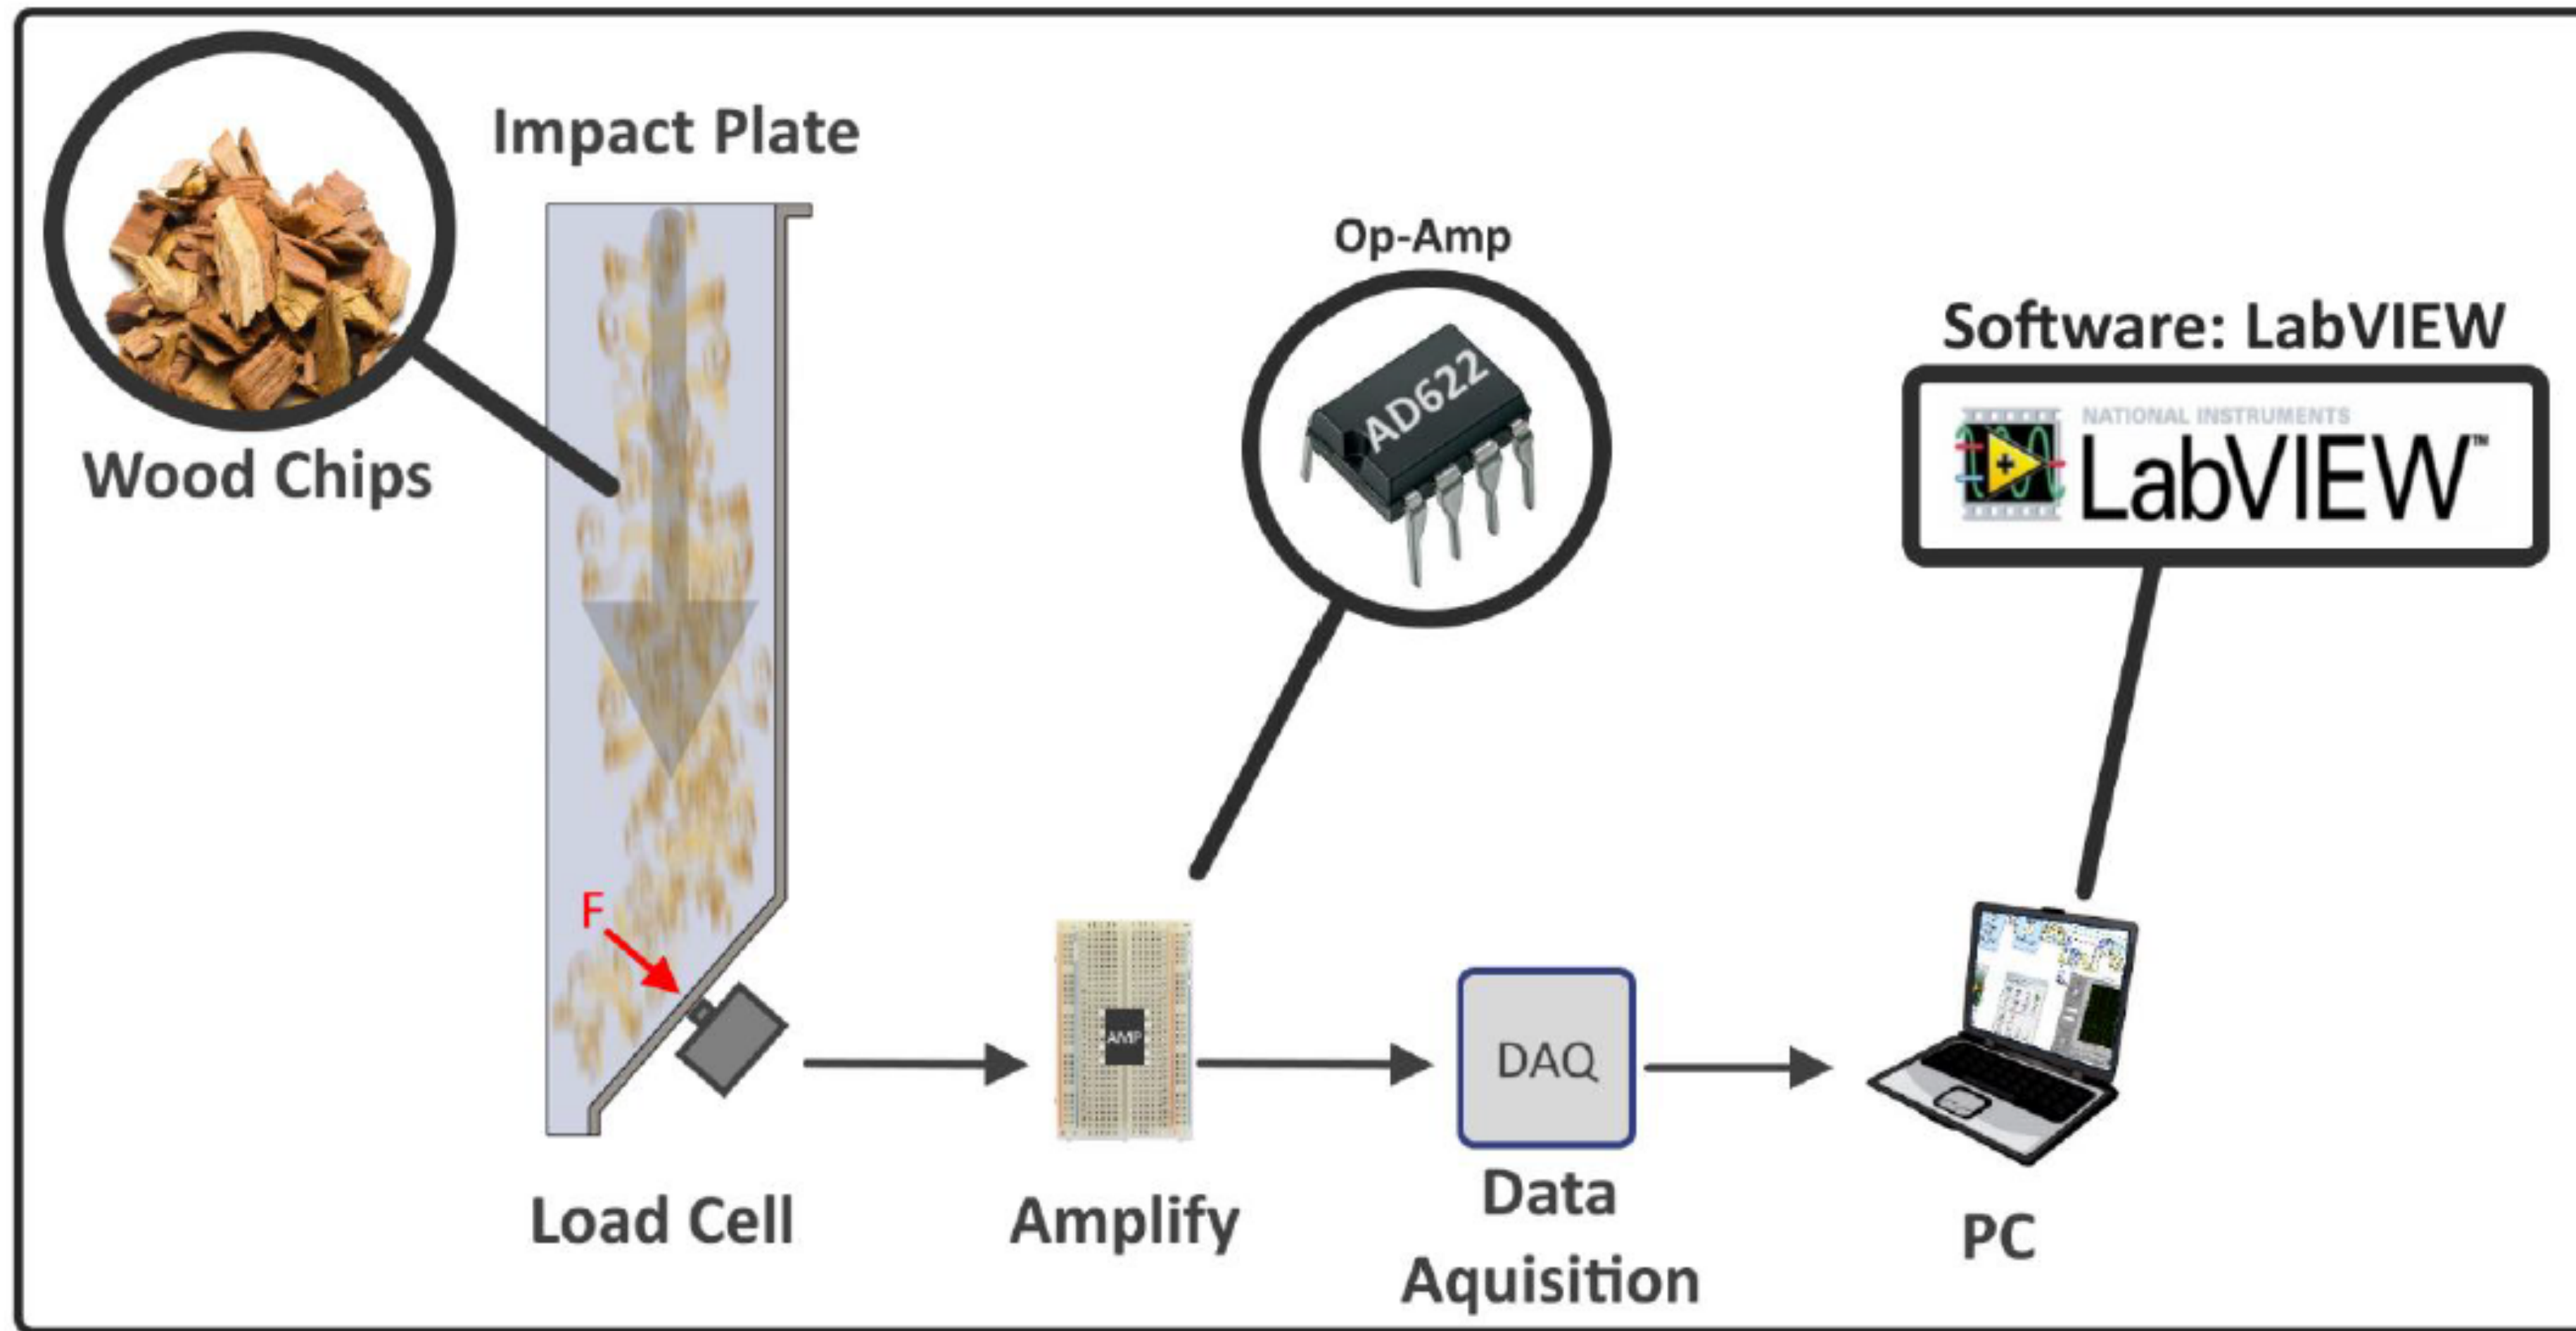 Impact Plate
Wood Chips
F
Load Cell
Op-Amp
AD622
AMP
Amplify
DAQ
Data
Aquisition
Software: LabVIEW
NATIONAL INSTRUMENTS
LabVIEW™
PC